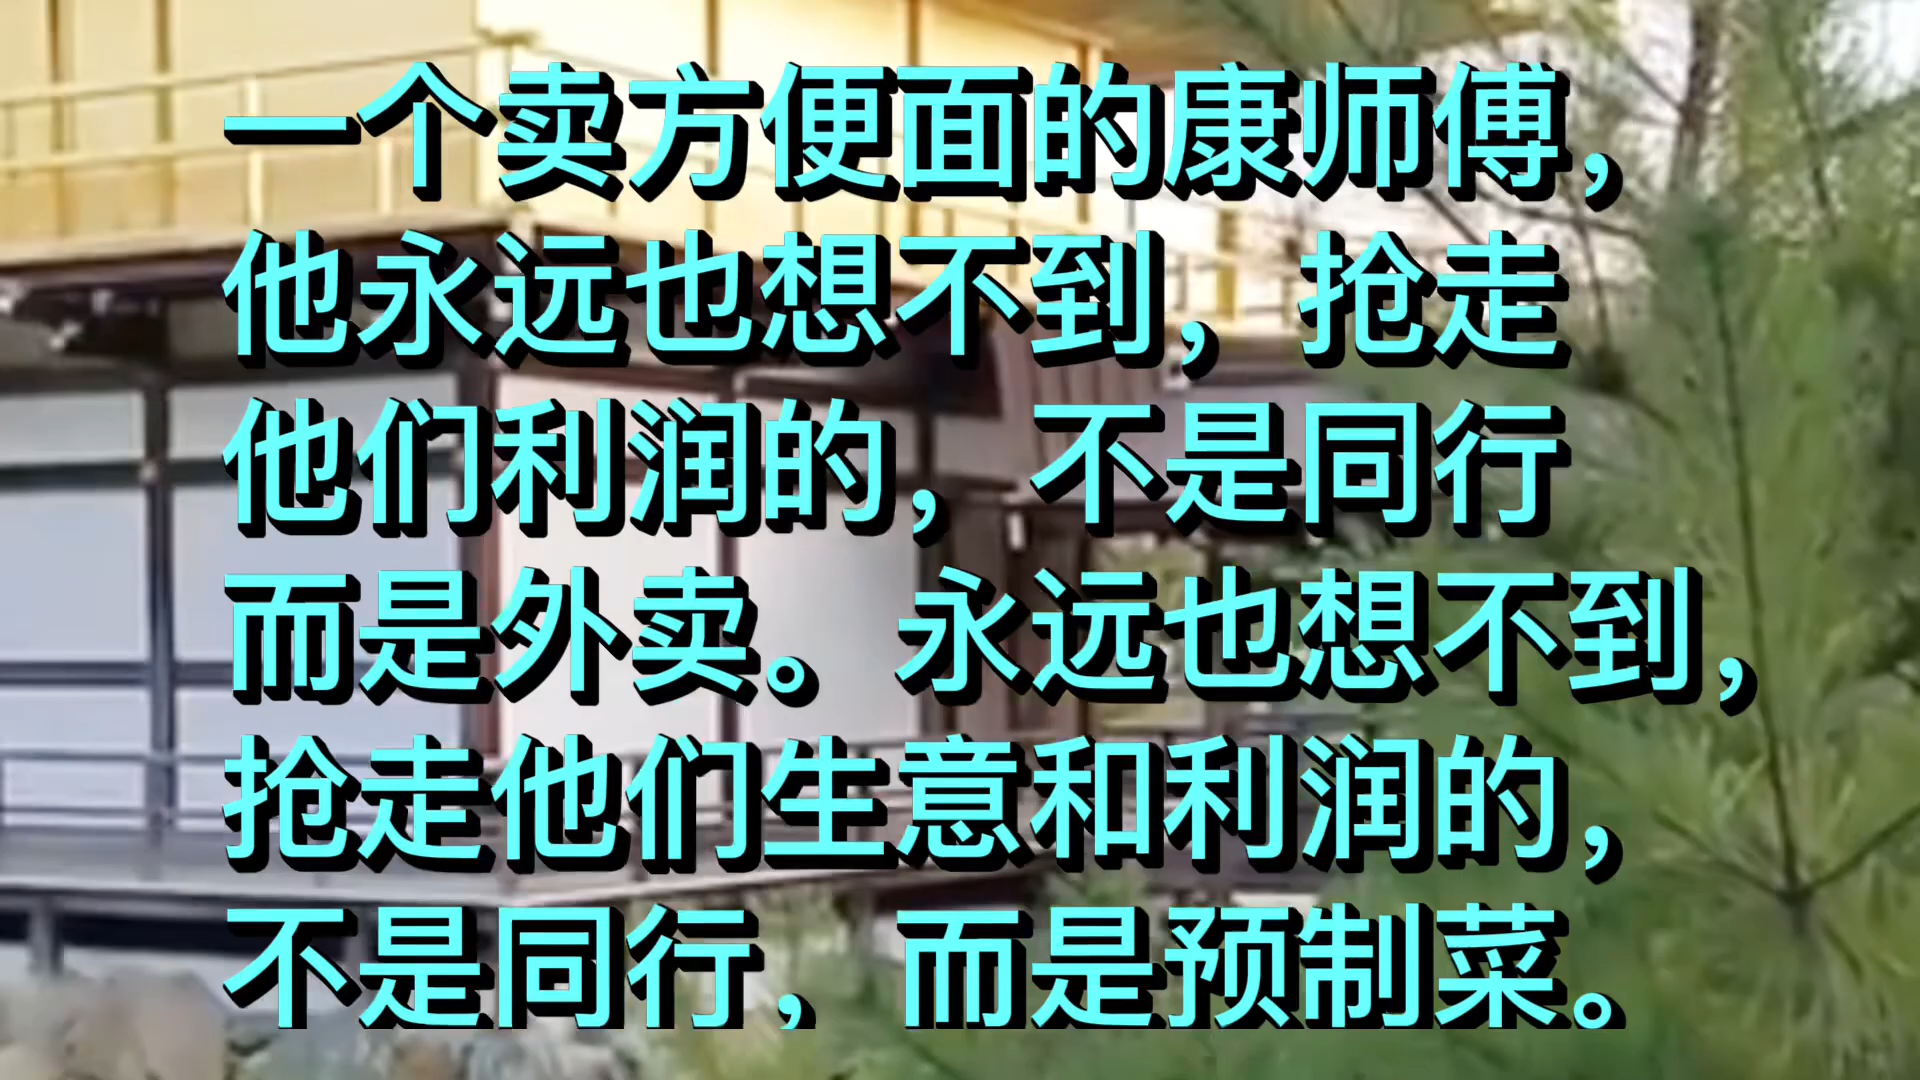 一个卖方便面的康师傅，
他永远也想不到，抢走
他们利润的，不是同行
而是外卖。永远也想不到，
抢走他们生意和利润的，
不是同行，而是预制菜。